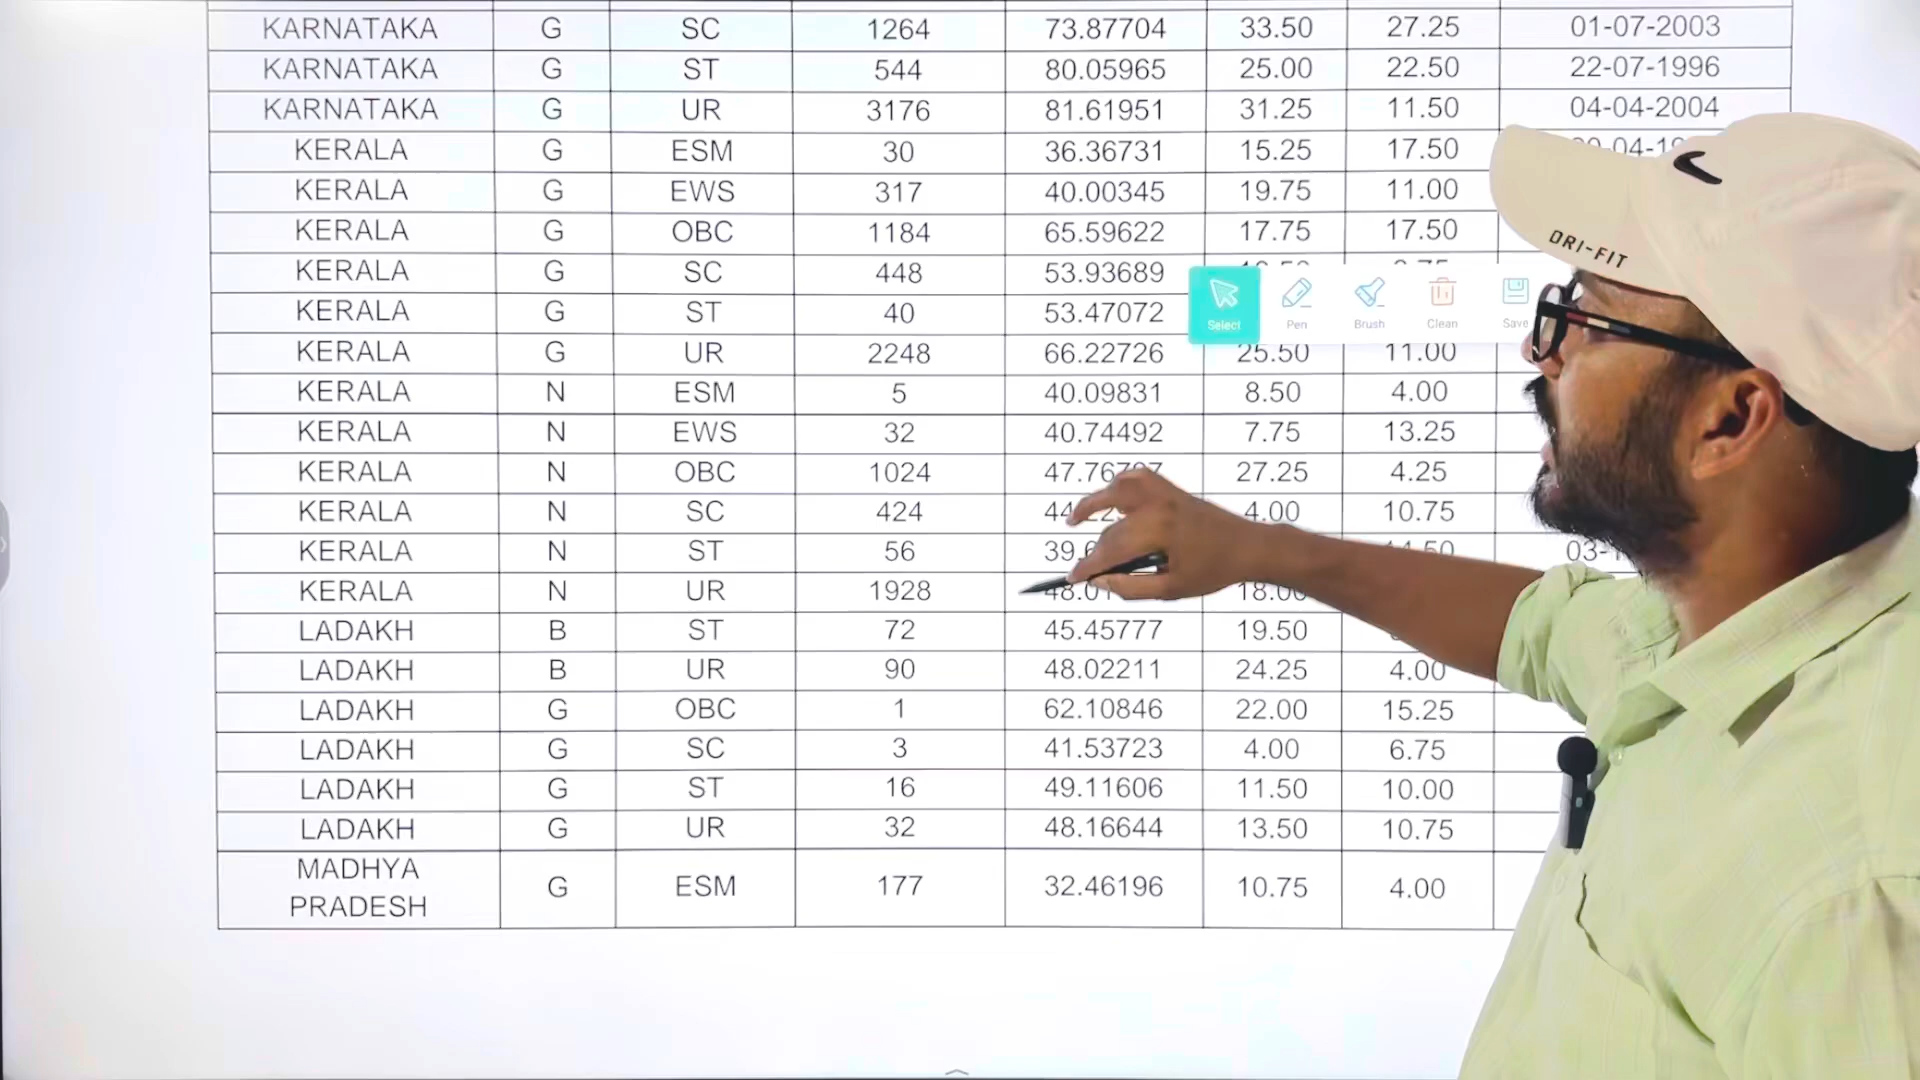 KARNATAKA G SC 1264 73.87704 33.50 27.25 01-07-2003
KARNATAKA G ST 544 80.05965 25.00 22.50 22-07-1996
KARNATAKA G UR 3176 81.61951 31.25 11.50 04-04-2004
KERALA G ESM 30 36.36731 15.25 17.50
KERALA G EWS 317 40.00345 19.75 11.00
KERALA G OBC 1184 65.59622 17.75 17.50
KERALA G SC 448 53.93689
KERALA G ST 40 53.47072
KERALA G UR 2248 66.22726 25.50 11.00
KERALA N ESM 5 40.09831 8.50 4.00
KERALA N EWS 32 40.74492 7.75 13.25
KERALA N OBC 1024 27.25 4.25
KERALA N SC 424 10.75
KERALA N ST 56
KERALA N UR 1928
LADAKH B ST 72 45.45777 19.50
LADAKH B UR 90 48.02211 24.25 4.00
LADAKH G OBC 1 62.10846 22.00 15.25
LADAKH G SC 3 41.53723 4.00 6.75
LADAKH G ST 16 49.11606 11.50 10.00
LADAKH G UR 32 48.16644 13.50 10.75
MADHYA
PRADESH G ESM 177 32.46196 10.75 4.00
Select Pen Brush Clean Save
DRI-FIT